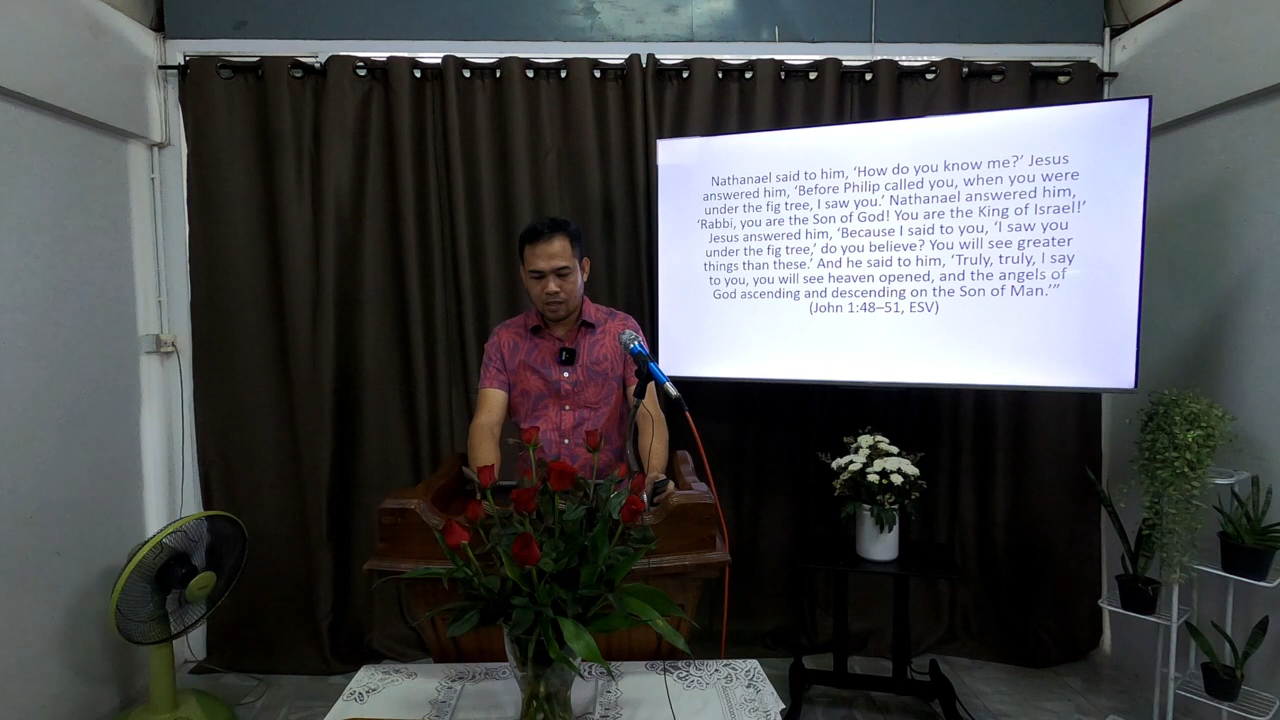 Nathanael said to him, ‘How do you know me?’ Jesus
answered him, ‘Before Philip called you, when you were
under the fig tree, I saw you.’ Nathanael answered him,
‘Rabbi, you are the Son of God! You are the King of Israel!’
Jesus answered him, ‘Because I said to you, ‘I saw you
under the fig tree,’ do you believe? You will see greater
things than these.’ And he said to him, ‘Truly, truly, I say
to you, you will see heaven opened, and the angels of
God ascending and descending on the Son of Man.’”
(John 1:48–51, ESV)